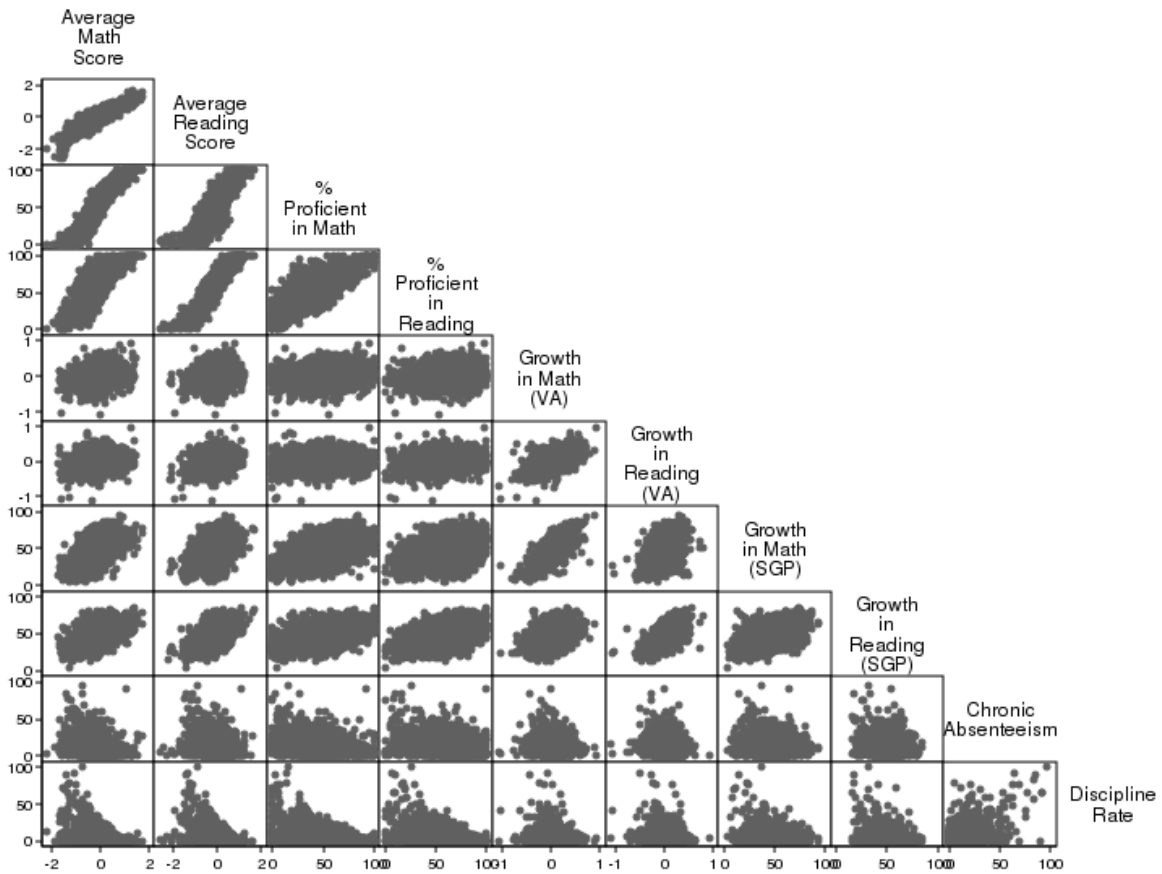 Average
Math
Score
2
0
-2
Average
Reading
Score
100
50
0
%
Proficient
in Math
100
50
0
%
Proficient
in
Reading
1
0
-1
Growth
in Math
(VA)
1
0
-1
Growth
in
Reading
(VA)
100
50
0
Growth
in Math
(SGP)
100
50
0
Growth
in
Reading
(SGP)
100
50
0
Chronic
Absenteeism
100
50
0
Discipline
Rate
-2 0 2 -2 0 2 0 50 100 0 50 100 -1 0 1 -1 0 1 0 50 100 0 50 100 0 50 100